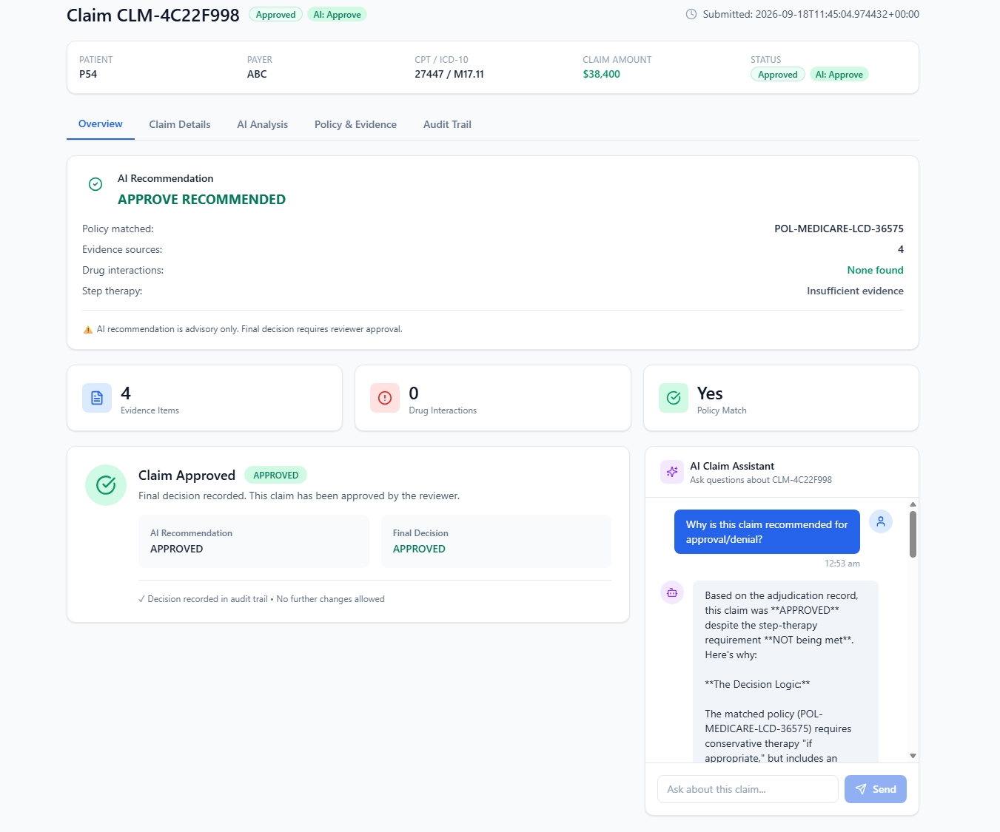 Claim CLM-4C22F998 Approved AI: Approve Submitted: 2026-09-18T11:45:04.974432+00:00
PATIENT PAYER CPT / ICD-10 CLAIM AMOUNT STATUS
P54 ABC 27447 / M17.11 $38,400 Approved AI: Approve
Overview Claim Details AI Analysis Policy & Evidence Audit Trail
AI Recommendation
APPROVE RECOMMENDED
Policy matched: POL-MEDICARE-LCD-36575
Evidence sources: 4
Drug interactions: None found
Step therapy: Insufficient evidence
AI recommendation is advisory only. Final decision requires reviewer approval.
4
Evidence Items
0
Drug Interactions
Yes
Policy Match
Claim Approved APPROVED
Final decision recorded. This claim has been approved by the reviewer.
AI Recommendation
APPROVED
Final Decision
APPROVED
✓ Decision recorded in audit trail • No further changes allowed
AI Claim Assistant
Ask questions about CLM-4C22F998
Why is this claim recommended for
approval/denial?
12:53 am
Based on the adjudication record,
this claim was **APPROVED**
despite the step-therapy
requirement **NOT being met**.
Here's why:
**The Decision Logic:**
The matched policy (POL-
MEDICARE-LCD-36575) requires
conservative therapy "if
appropriate," but includes an
Ask about this claim... Send